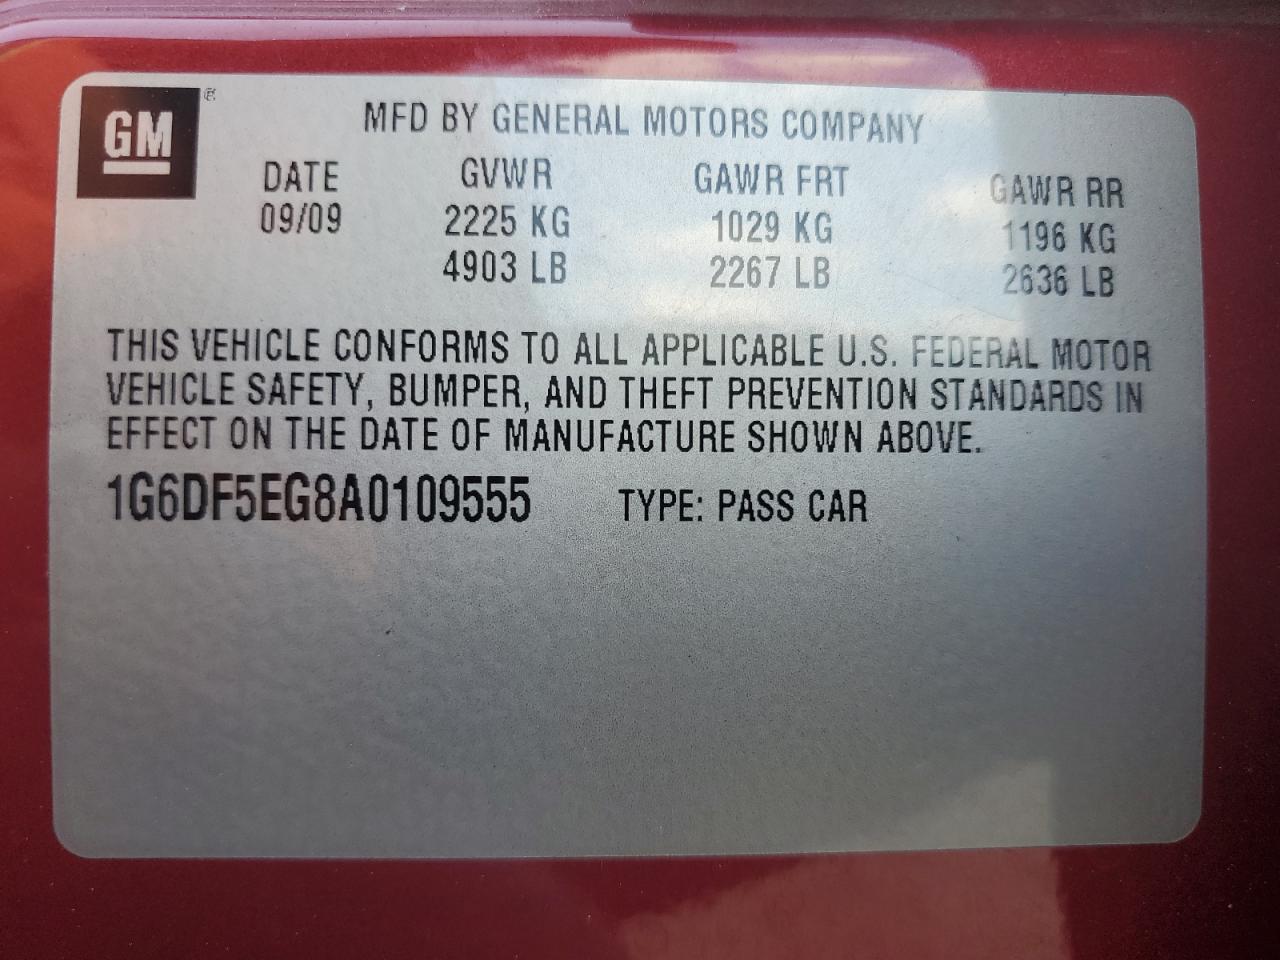 GM ®
MFD BY GENERAL MOTORS COMPANY
DATE GVWR GAWR FRT GAWR RR
09/09 2225 KG 1029 KG 1196 KG
4903 LB 2267 LB 2636 LB
THIS VEHICLE CONFORMS TO ALL APPLICABLE U.S. FEDERAL MOTOR
VEHICLE SAFETY, BUMPER, AND THEFT PREVENTION STANDARDS IN
EFFECT ON THE DATE OF MANUFACTURE SHOWN ABOVE.
1G6DF5EG8A0109555 TYPE: PASS CAR